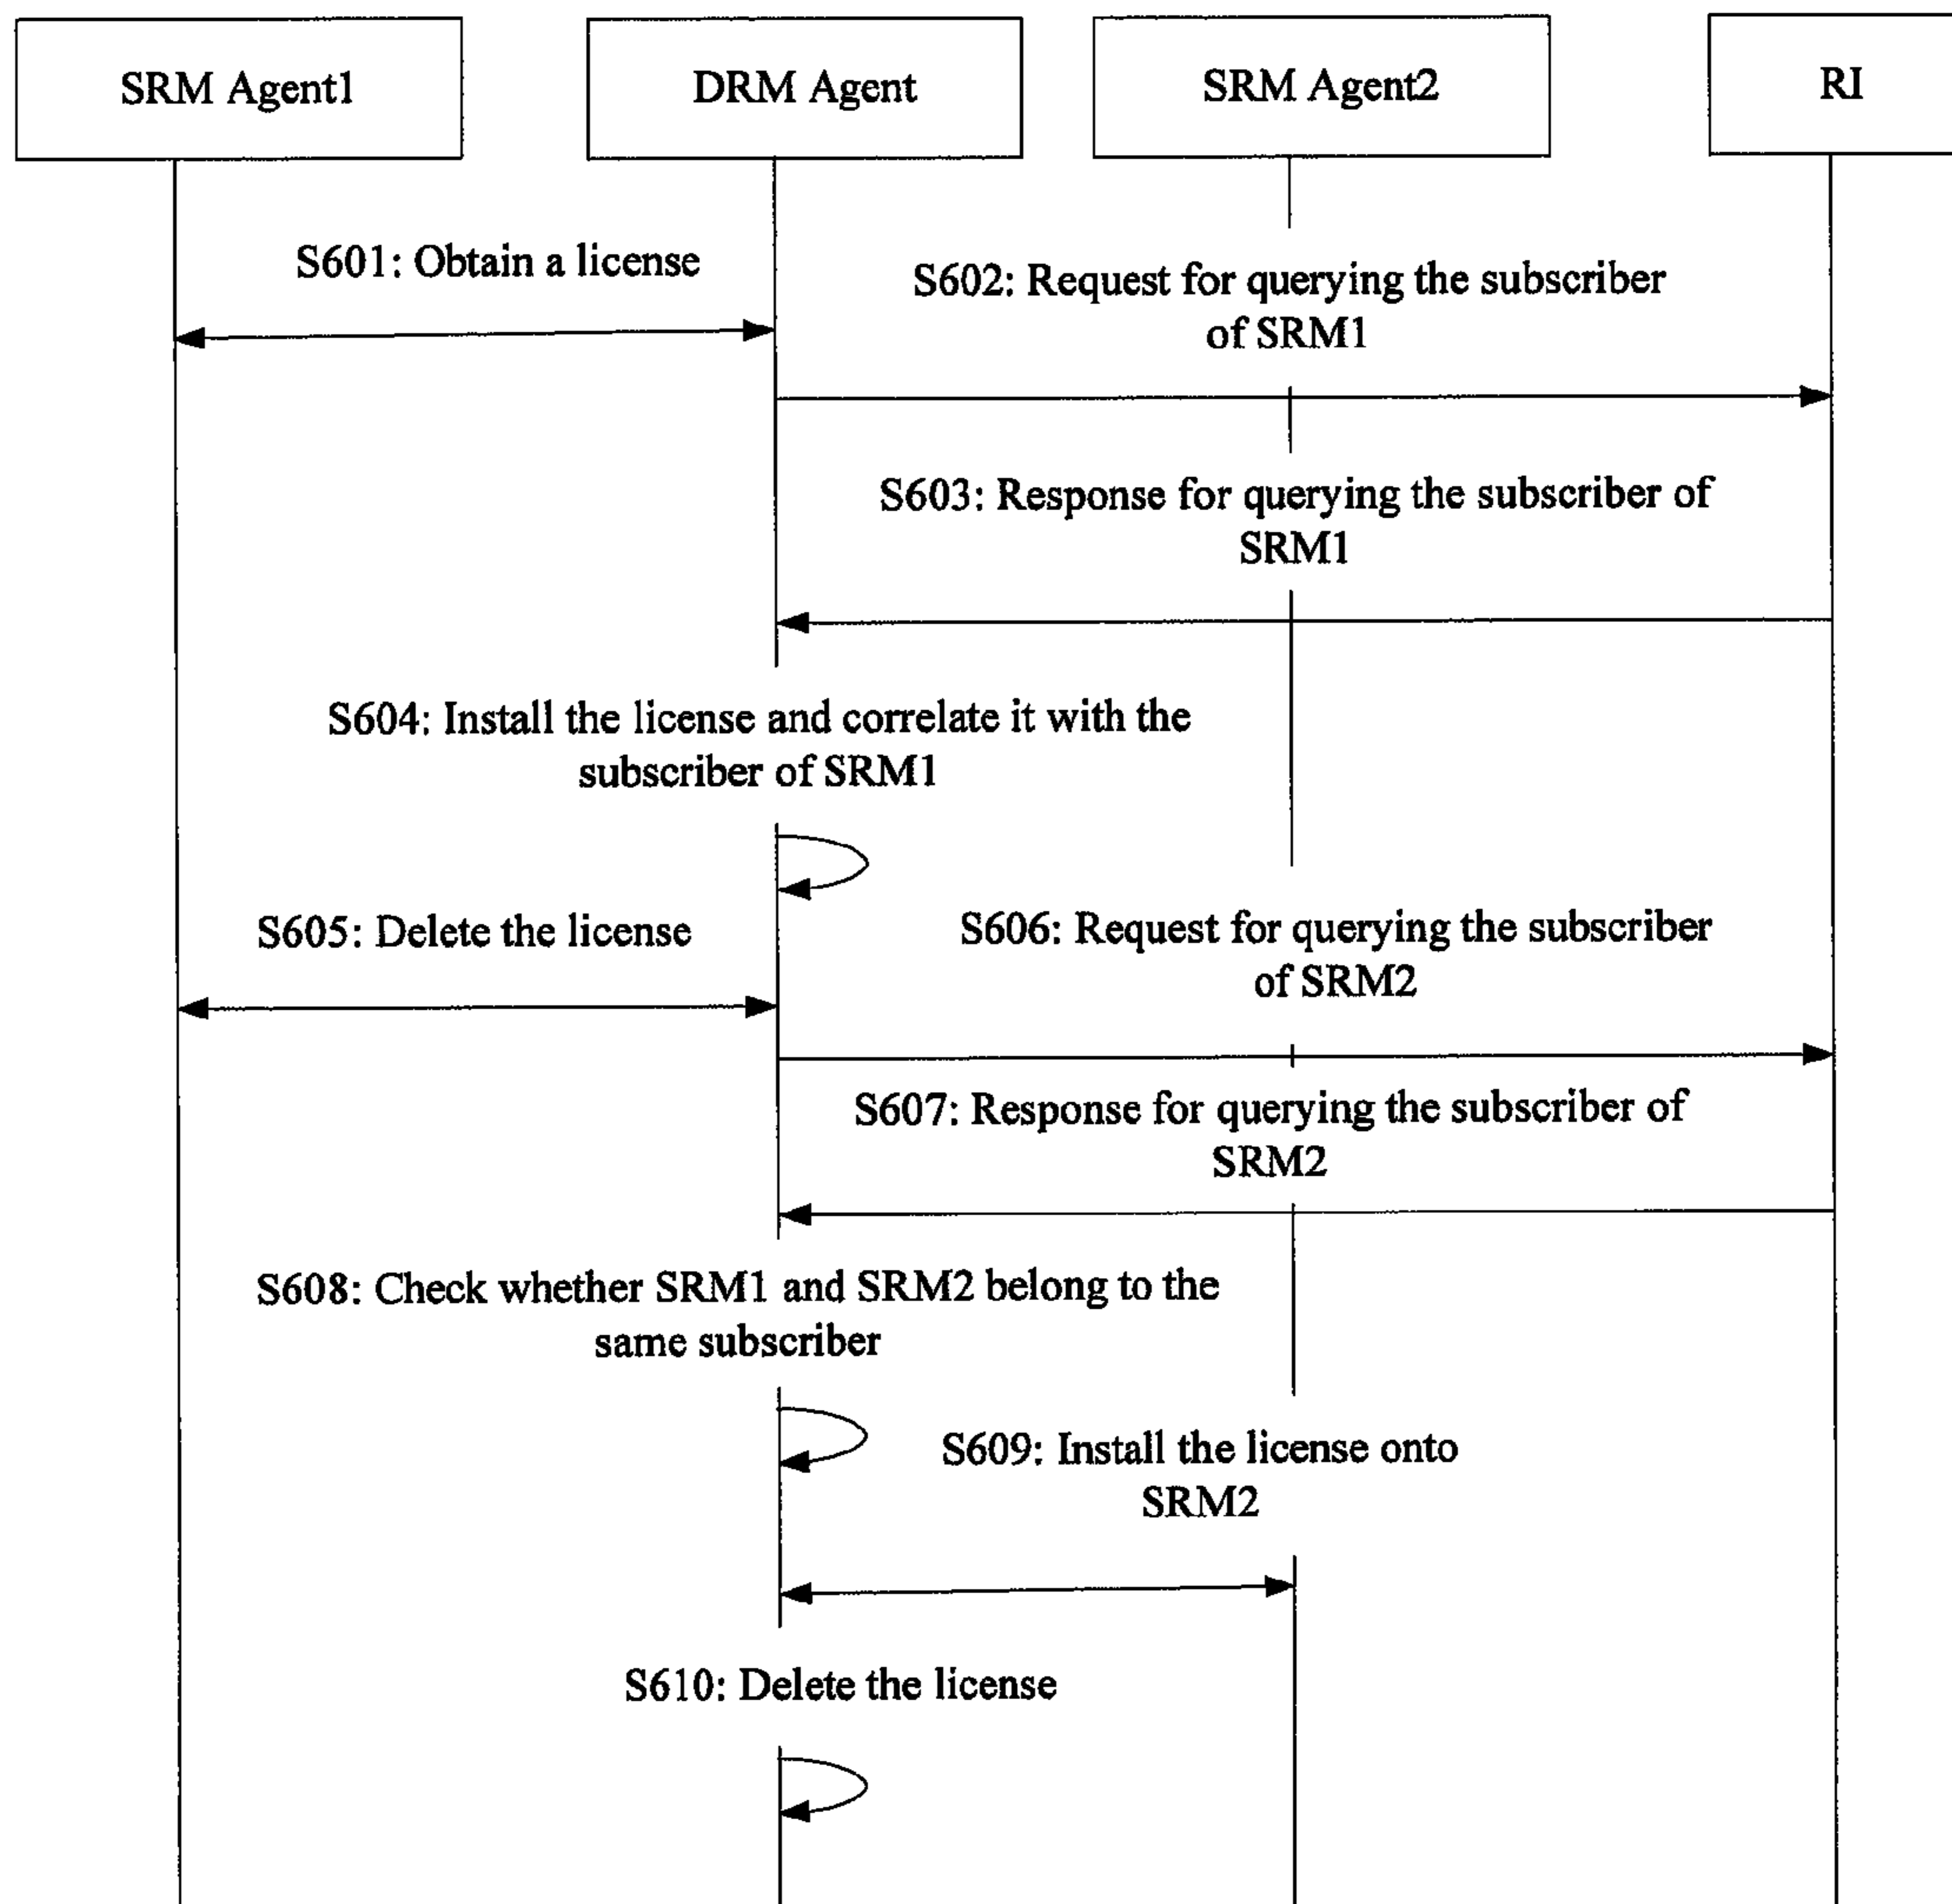 SRM Agent1
DRM Agent
SRM Agent2
RI
S601: Obtain a license
S602: Request for querying the subscriber
of SRM1
S603: Response for querying the subscriber of
SRM1
S604: Install the license and correlate it with the
subscriber of SRM1
S605: Delete the license
S606: Request for querying the subscriber
of SRM2
S607: Response for querying the subscriber of
SRM2
S608: Check whether SRM1 and SRM2 belong to the
same subscriber
S609: Install the license onto
SRM2
S610: Delete the license